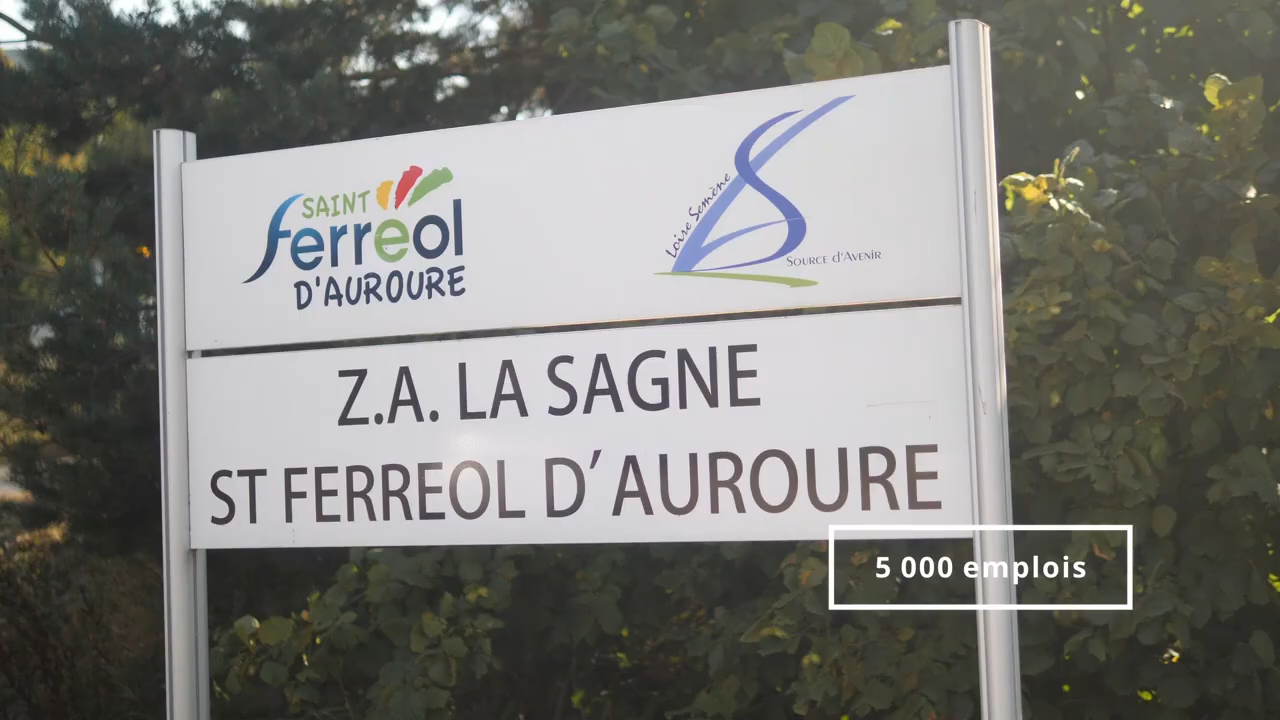 SAINT
ferreol
D'AUROURE
Loire Semène
Source d'Avenir
Z.A. LA SAGNE
ST FERREOL D'AUROURE
5 000 emplois